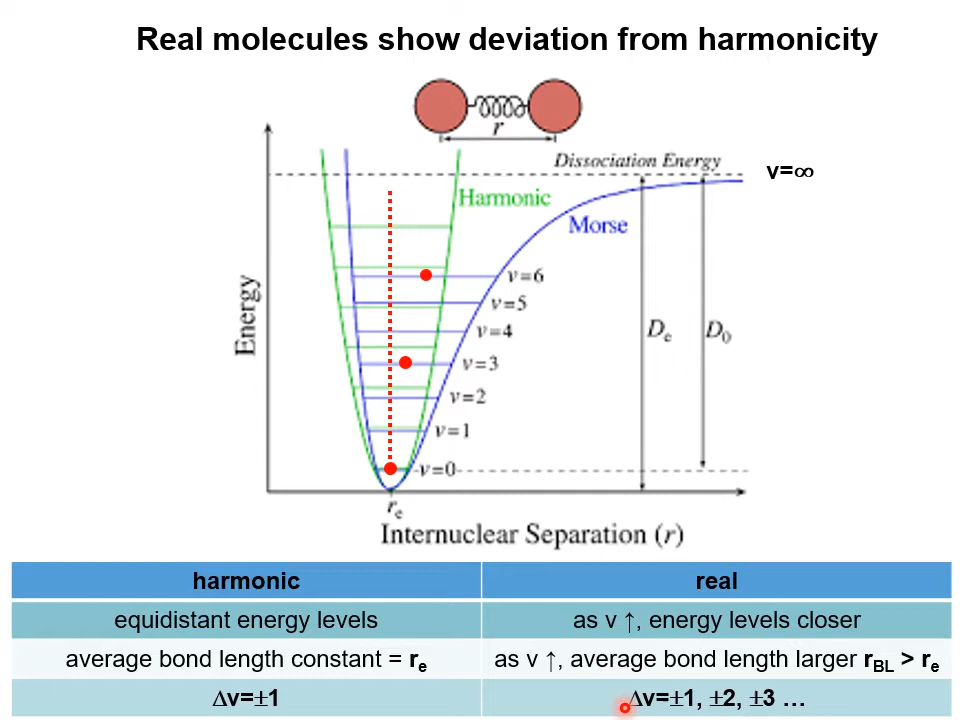 Real molecules show deviation from harmonicity
r
Dissociation Energy
v=∞
Harmonic
Morse
v=6
v=5
v=4
v=3
v=2
v=1
v=0
Energy
Dₑ
D₀
rₑ
Internuclear Separation (r)
harmonic real
equidistant energy levels as v ↑, energy levels closer
average bond length constant = rₑ as v ↑, average bond length larger r_BL > rₑ
Δv=±1 Δv=±1, ±2, ±3 …